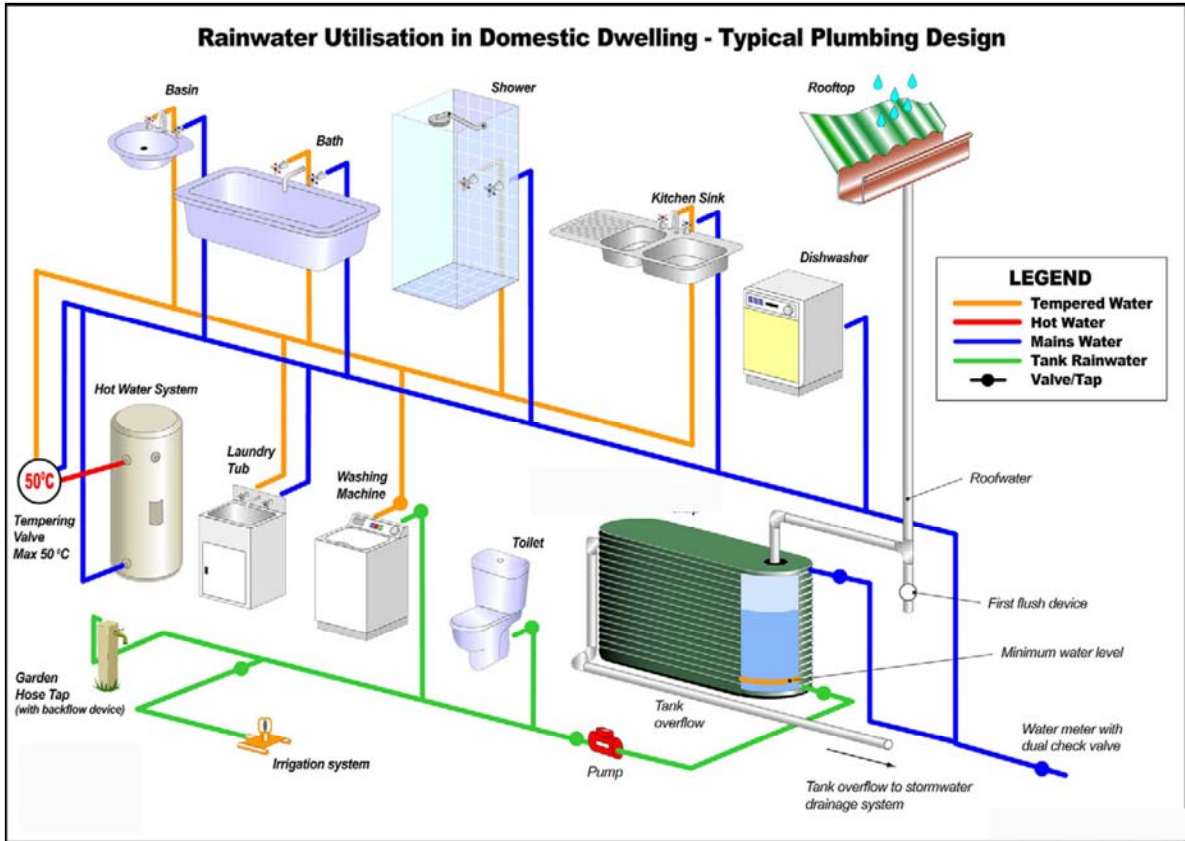 Rainwater Utilisation in Domestic Dwelling - Typical Plumbing Design
Basin
Bath
Shower
Rooftop
Kitchen Sink
Dishwasher
LEGEND
Tempered Water
Hot Water
Mains Water
Tank Rainwater
Valve/Tap
Hot Water System
50⁰C
Tempering
Valve
Max 50 ⁰C
Laundry
Tub
Washing
Machine
Toilet
Roofwater
First flush device
Minimum water level
Garden
Hose Tap
(with backflow device)
Irrigation system
Pump
Tank
overflow
Water meter with
dual check valve
Tank overflow to stormwater
drainage system